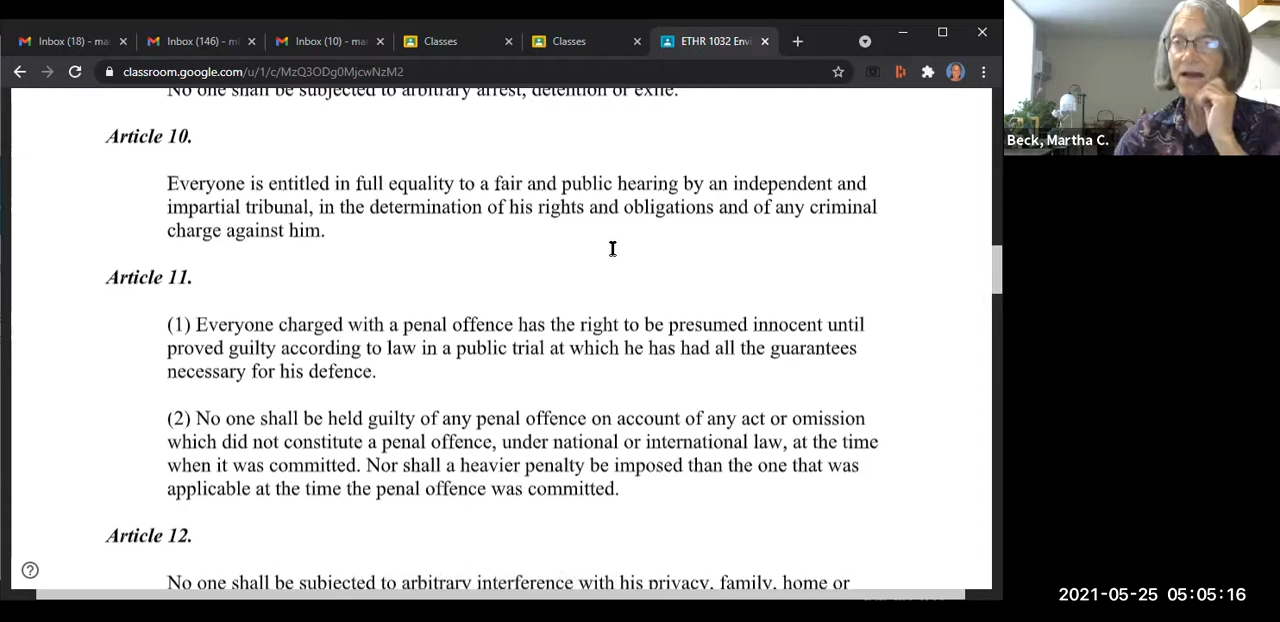 Inbox (18) - ma
Inbox (146) - m
Inbox (10) - ma
Classes
Classes
ETHR 1032 Envi
classroom.google.com/u/1/c/MzQ3ODg0MjcwNzM2
No one shall be subjected to arbitrary arrest, detention or exile.
Article 10.
Everyone is entitled in full equality to a fair and public hearing by an independent and
impartial tribunal, in the determination of his rights and obligations and of any criminal
charge against him.
Article 11.
(1) Everyone charged with a penal offence has the right to be presumed innocent until
proved guilty according to law in a public trial at which he has had all the guarantees
necessary for his defence.
(2) No one shall be held guilty of any penal offence on account of any act or omission
which did not constitute a penal offence, under national or international law, at the time
when it was committed. Nor shall a heavier penalty be imposed than the one that was
applicable at the time the penal offence was committed.
Article 12.
No one shall be subjected to arbitrary interference with his privacy, family, home or
Beck, Martha C.
2021-05-25 05:05:16